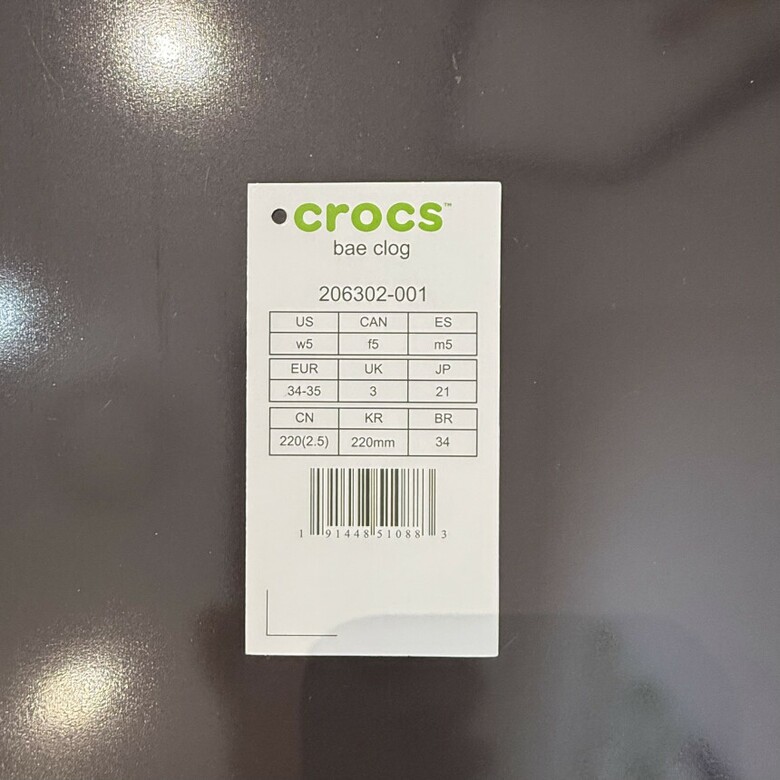 crocs™
bae clog
206302-001
US CAN ES
w5 f5 m5
EUR UK JP
34-35 3 21
CN KR BR
220(2.5) 220mm 34
1 91448 51088 3